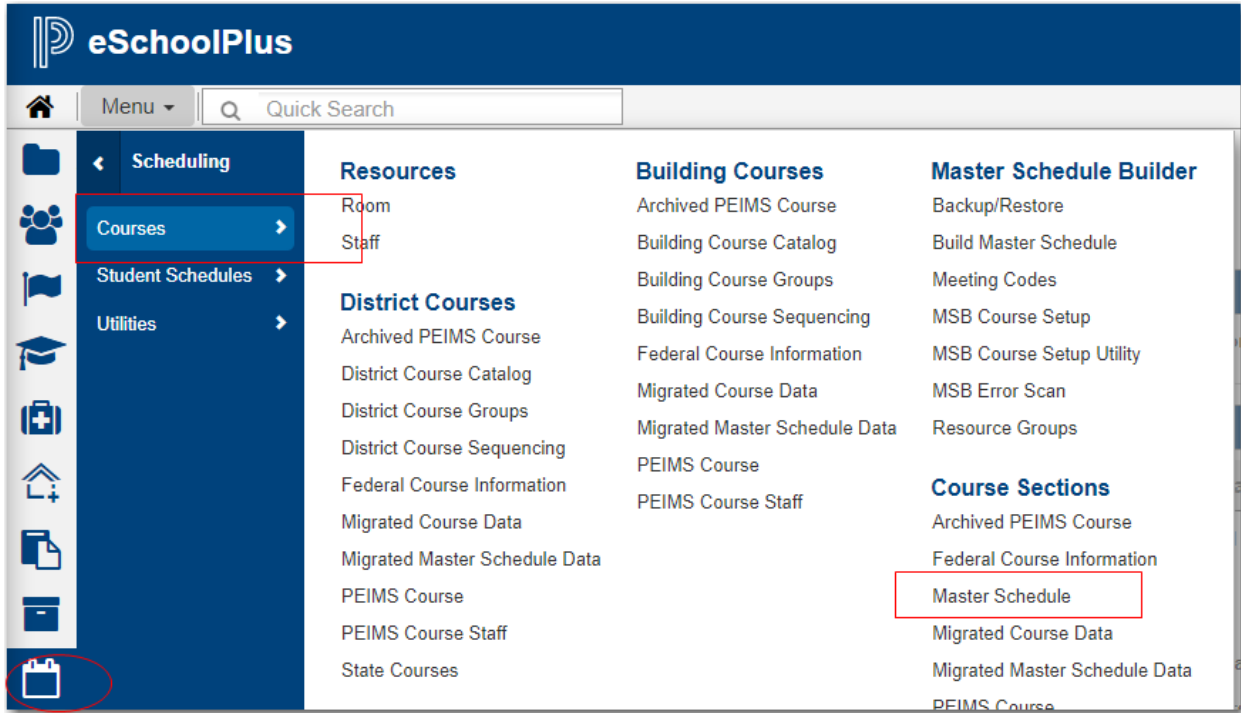 eSchoolPlus
Menu
Quick Search
Scheduling
Courses
Student Schedules
Utilities
Resources
Room
Staff
District Courses
Archived PEIMS Course
District Course Catalog
District Course Groups
District Course Sequencing
Federal Course Information
Migrated Course Data
Migrated Master Schedule Data
PEIMS Course
PEIMS Course Staff
State Courses
Building Courses
Archived PEIMS Course
Building Course Catalog
Building Course Groups
Building Course Sequencing
Federal Course Information
Migrated Course Data
Migrated Master Schedule Data
PEIMS Course
PEIMS Course Staff
Master Schedule Builder
Backup/Restore
Build Master Schedule
Meeting Codes
MSB Course Setup
MSB Course Setup Utility
MSB Error Scan
Resource Groups
Course Sections
Archived PEIMS Course
Federal Course Information
Master Schedule
Migrated Course Data
Migrated Master Schedule Data
PEIMS Course